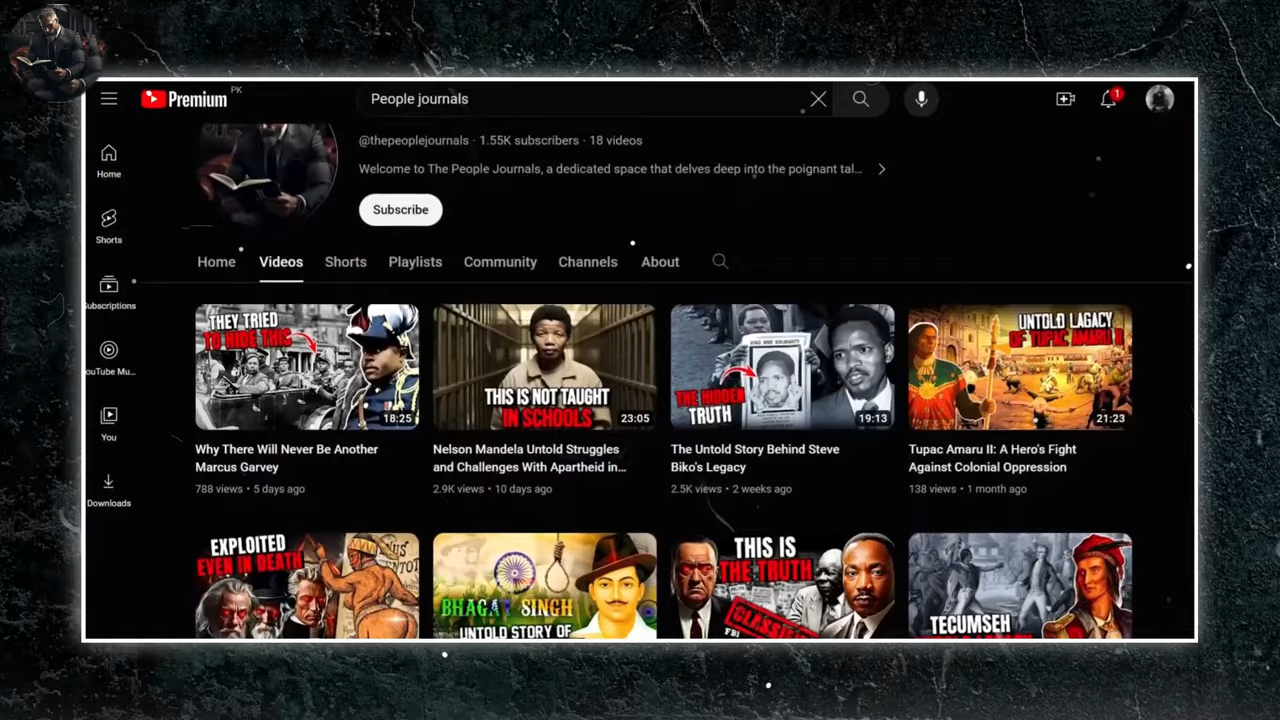 Premium PK
People journals
1
@thepeoplejournals · 1.55K subscribers · 18 videos
Welcome to The People Journals, a dedicated space that delves deep into the poignant tal...
Subscribe
Home
Shorts
ubscriptions
ouTube Mu...
You
Downloads
Home Videos Shorts Playlists Community Channels About
THEY TRIED
TO HIDE THIS
18:25
THIS IS NOT TAUGHT
IN SCHOOLS
23:05
THE HIDDEN
TRUTH
19:13
UNTOLD LAGACY
OF TUPAC AMARU II
21:23
Why There Will Never Be Another
Marcus Garvey
788 views • 5 days ago
Nelson Mandela Untold Struggles
and Challenges With Apartheid in...
2.9K views • 10 days ago
The Untold Story Behind Steve
Biko's Legacy
2.5K views • 2 weeks ago
Tupac Amaru II: A Hero's Fight
Against Colonial Oppression
138 views • 1 month ago
EXPLOITED
EVEN IN DEATH
BHAGAT SINGH
UNTOLD STORY OF
THIS IS
THE TRUTH
FBI
TECUMSEH